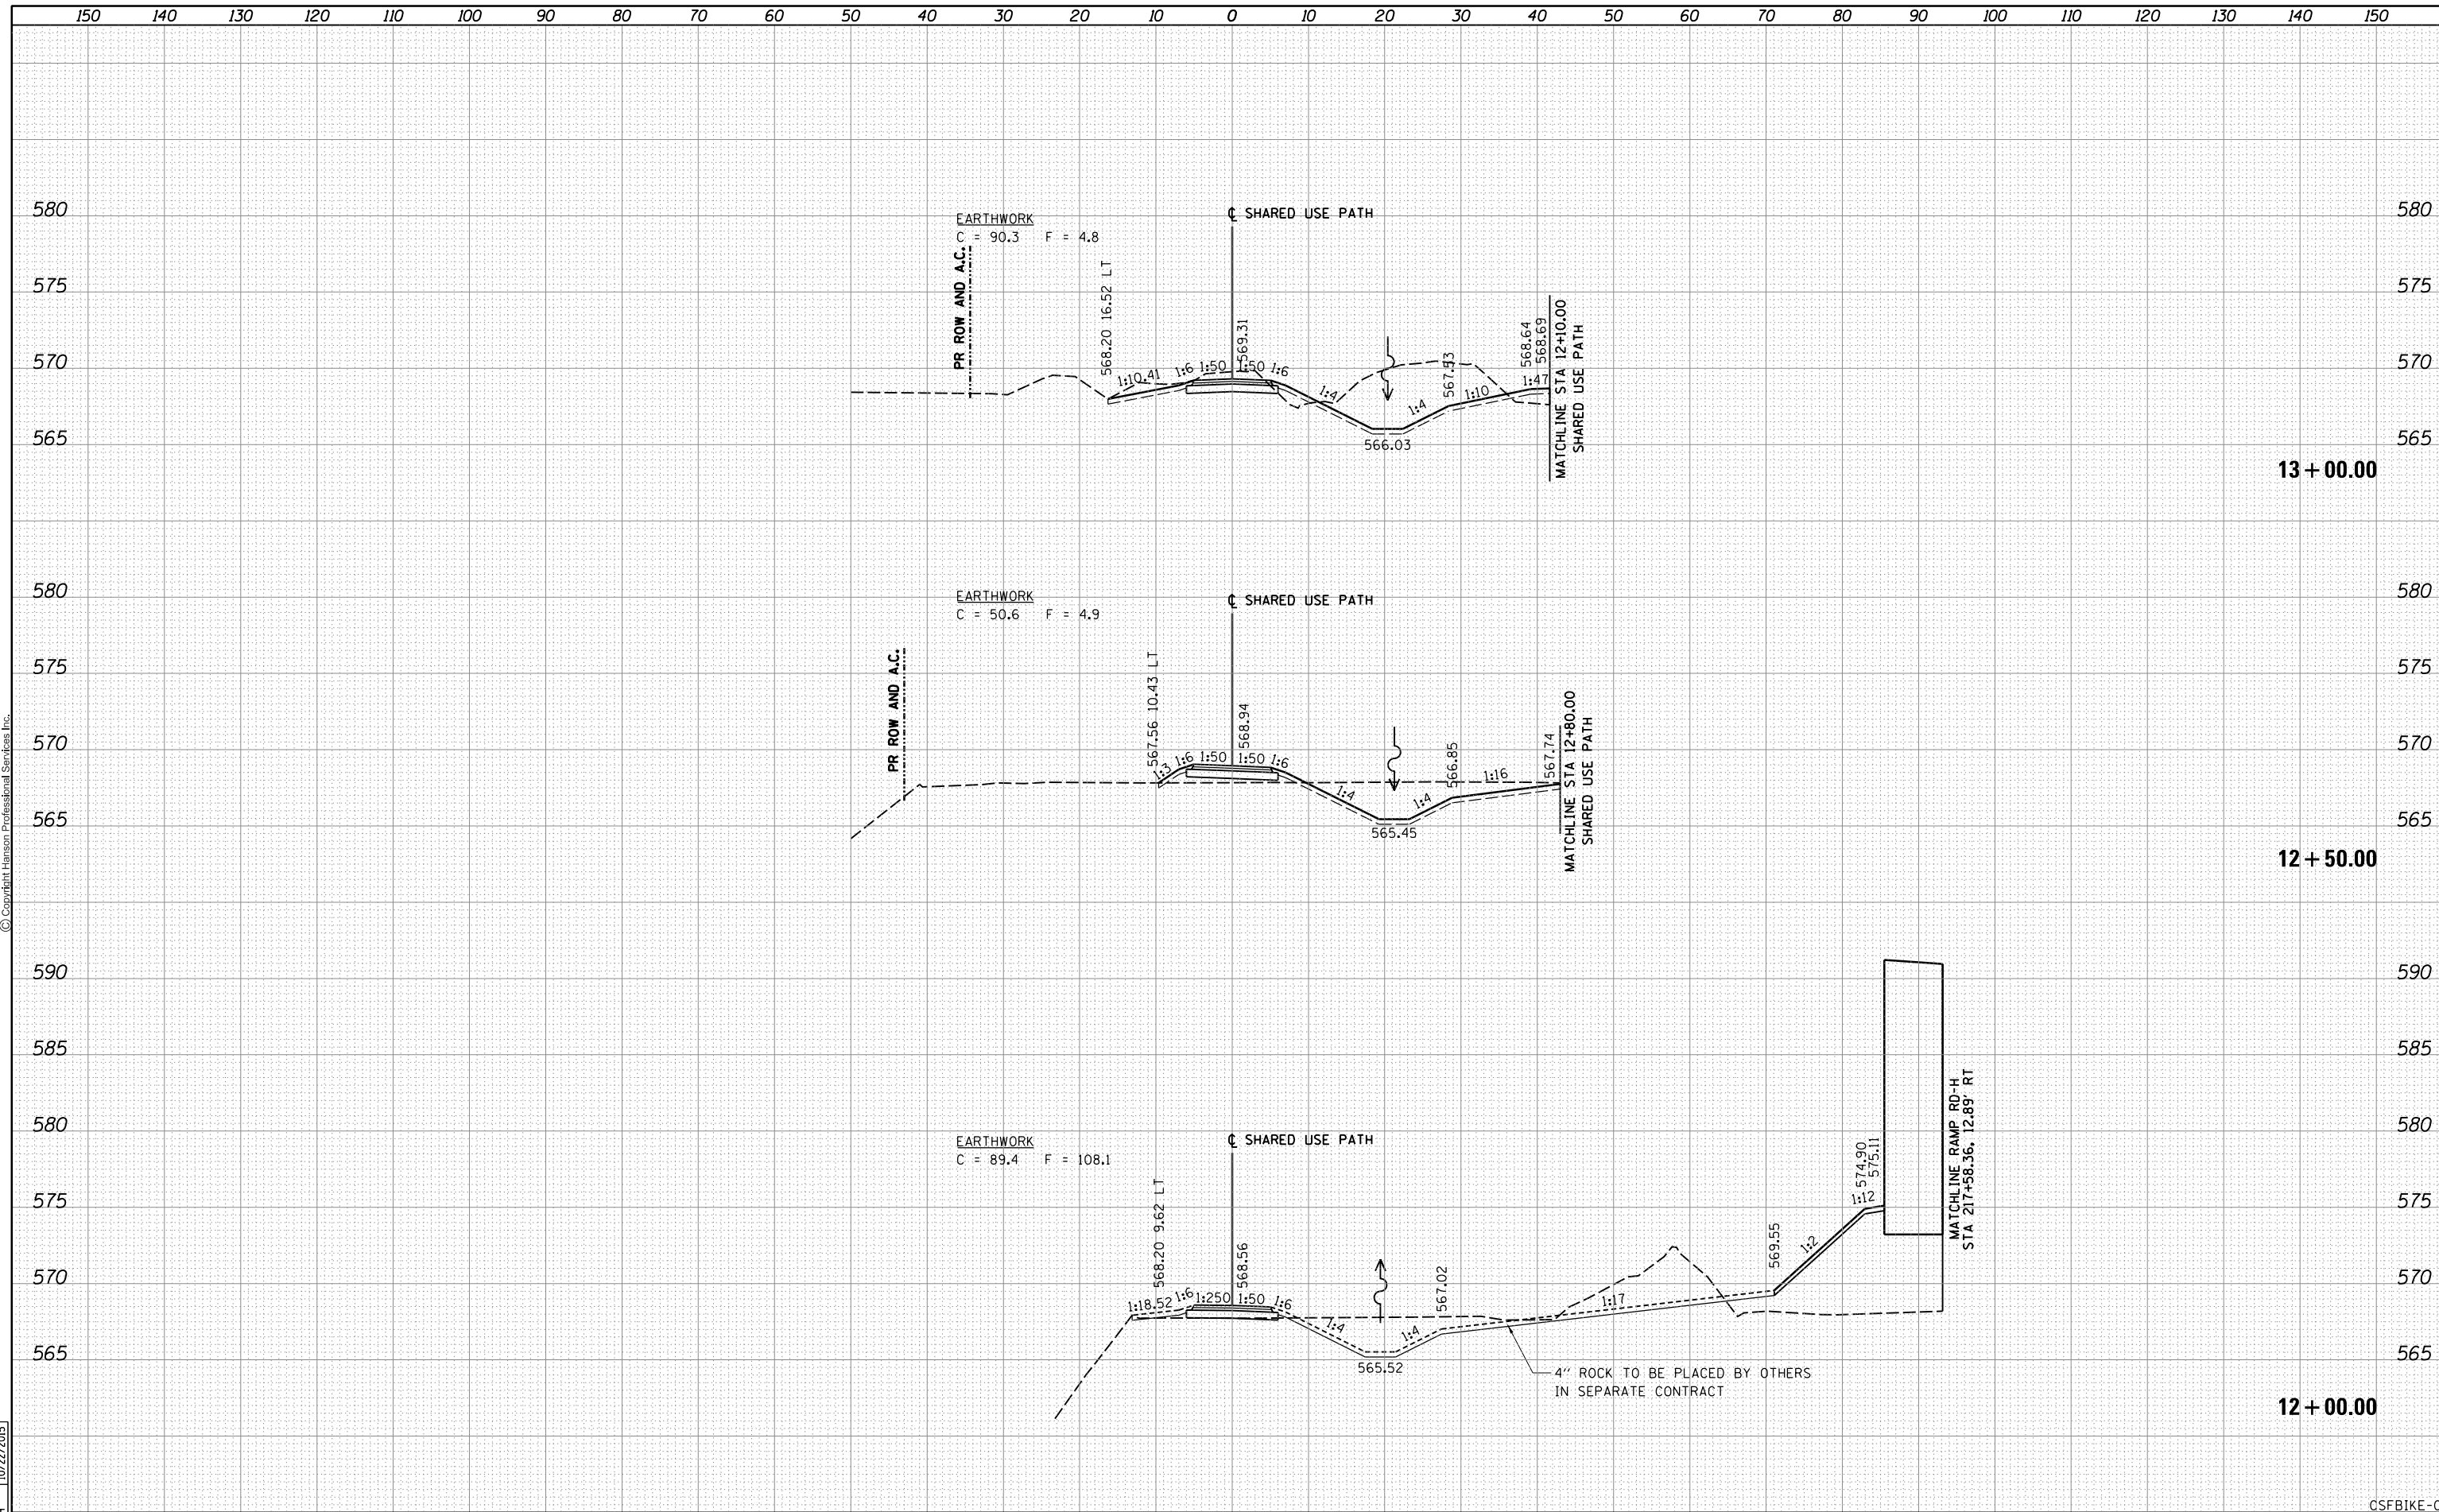 150 140 130 120 110 100 90 80 70 60 50 40 30 20 10 0 10 20 30 40 50 60 70 80 90 100 110 120 130 140 150
580 580
EARTHWORK
C = 90.3 F = 4.8
℄ SHARED USE PATH
575 575
PR ROW AND A.C.
568.20 16.52 LT
569.31
570 570
1:10.41 1:6 1:50 1:50 1:6 1:4 1:4 1:10 1:47
567.53
568.64
568.69
MATCHLINE STA 12+10.00
SHARED USE PATH
565 565
566.03
13+00.00
580 580
EARTHWORK
C = 50.6 F = 4.9
℄ SHARED USE PATH
575 575
PR ROW AND A.C.
567.56 10.43 LT
568.94
570 570
1:3 1:6 1:50 1:50 1:6 1:4 1:4 1:16
566.85
567.74
MATCHLINE STA 12+80.00
SHARED USE PATH
565 565
565.45
12+50.00
590 590
585 585
580 580
EARTHWORK
C = 89.4 F = 108.1
℄ SHARED USE PATH
575 575
568.20 9.62 LT
568.56
567.02
569.55
574.90
575.11
1:12
1:2
MATCHLINE RAMP RD-H
STA 217+58.36, 12.89' RT
570 570
1:18.52 1:6 1:250 1:50 1:6 1:4 1:4 1:17
565 565
565.52
4'' ROCK TO BE PLACED BY OTHERS
IN SEPARATE CONTRACT
12+00.00
© Copyright Hanson Professional Services Inc.
10/22/2015